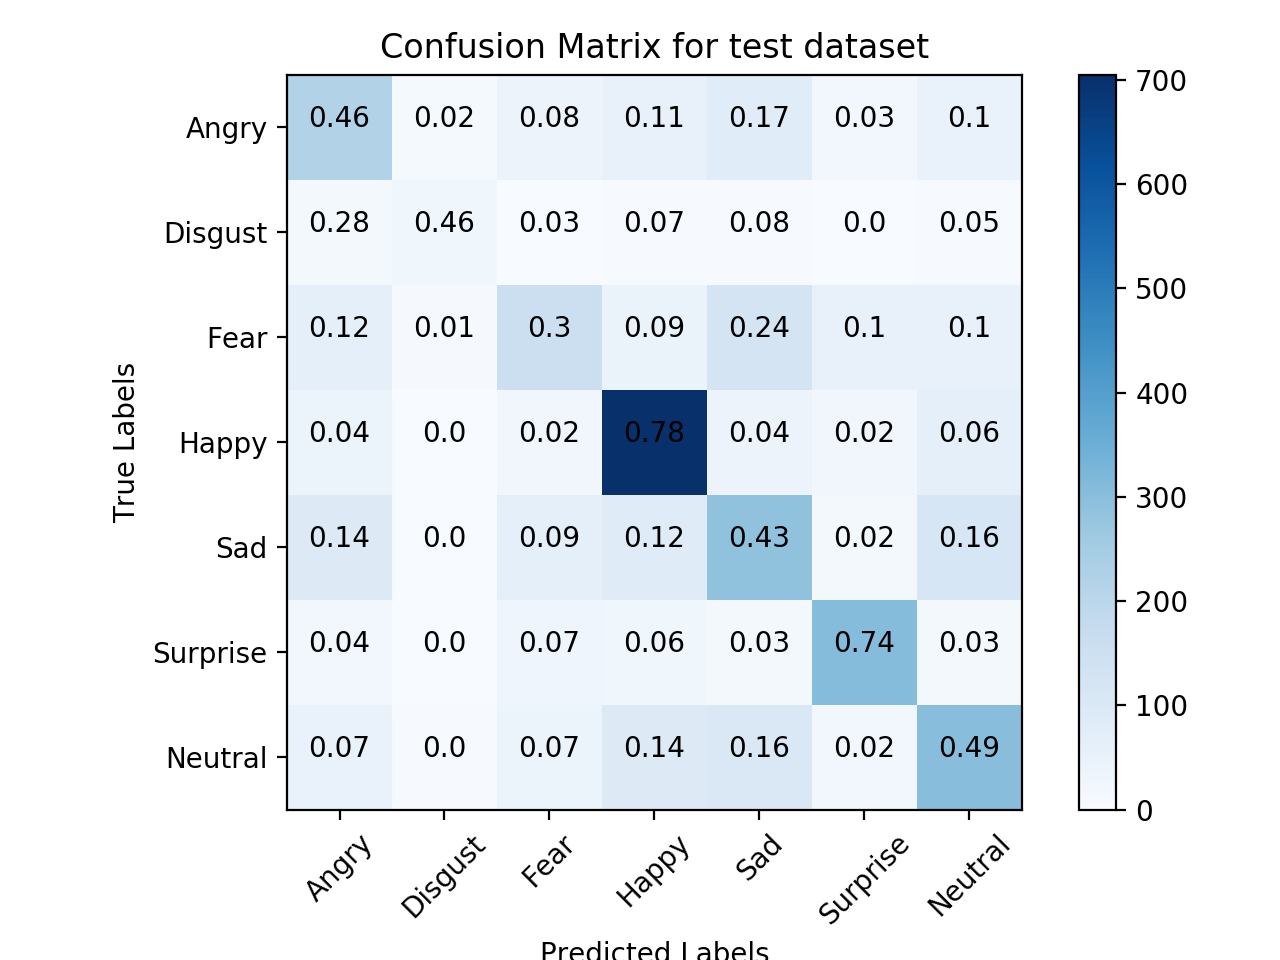 Confusion Matrix for test dataset
Angry 0.46 0.02 0.08 0.11 0.17 0.03 0.1
Disgust 0.28 0.46 0.03 0.07 0.08 0.0 0.05
Fear 0.12 0.01 0.3 0.09 0.24 0.1 0.1
Happy 0.04 0.0 0.02 0.78 0.04 0.02 0.06
Sad 0.14 0.0 0.09 0.12 0.43 0.02 0.16
Surprise 0.04 0.0 0.07 0.06 0.03 0.74 0.03
Neutral 0.07 0.0 0.07 0.14 0.16 0.02 0.49
True Labels
Angry Disgust Fear Happy Sad Surprise Neutral
Predicted Labels
700
600
500
400
300
200
100
0